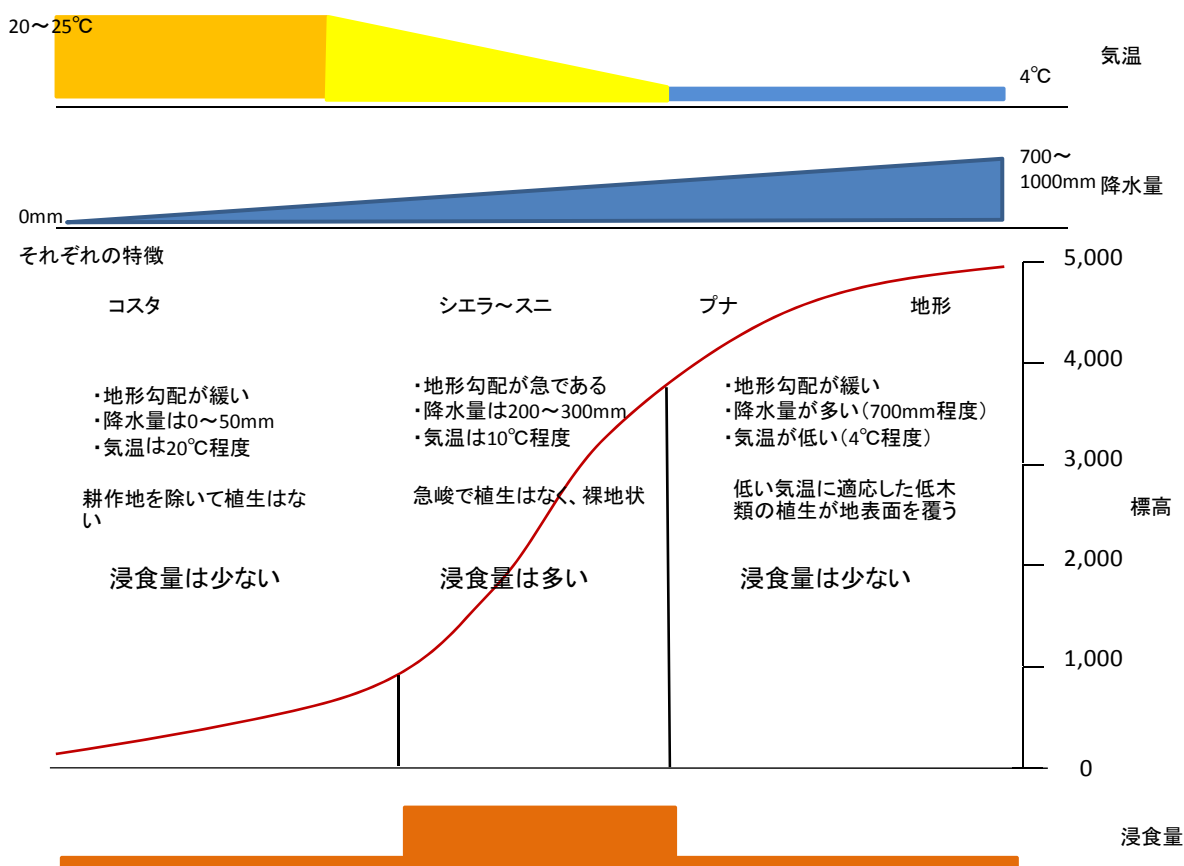 20～25℃
気温
4℃
700～
1000mm
降水量
0mm
それぞれの特徴
5,000
コスタ
シエラ～スニ
プナ
地形
4,000
・地形勾配が緩い
・降水量は0～50mm
・気温は20℃程度
・地形勾配が急である
・降水量は200～300mm
・気温は10℃程度
・地形勾配が緩い
・降水量が多い（700mm程度）
・気温が低い（4℃程度）
3,000
耕作地を除いて植生はな
い
急峻で植生はなく、裸地状
低い気温に適応した低木
類の植生が地表面を覆う
標高
2,000
浸食量は少ない
浸食量は多い
浸食量は少ない
1,000
0
浸食量